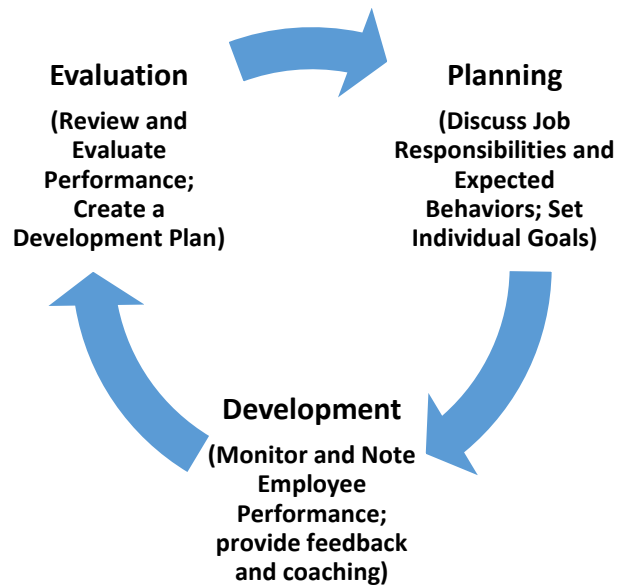 Evaluation
(Review and
Evaluate
Performance;
Create a
Development Plan)
Planning
(Discuss Job
Responsibilities and
Expected
Behaviors; Set
Individual Goals)
Development
(Monitor and Note
Employee
Performance;
provide feedback
and coaching)